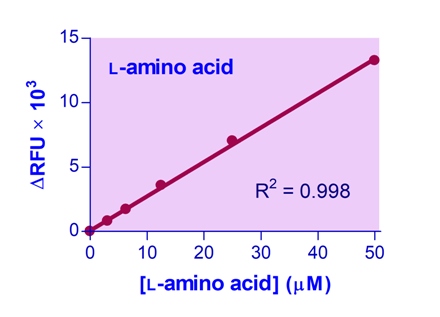 15
L-amino acid
10
ΔRFU × 10³
5
R² = 0.998
0
0 10 20 30 40 50
[L-amino acid] (μM)